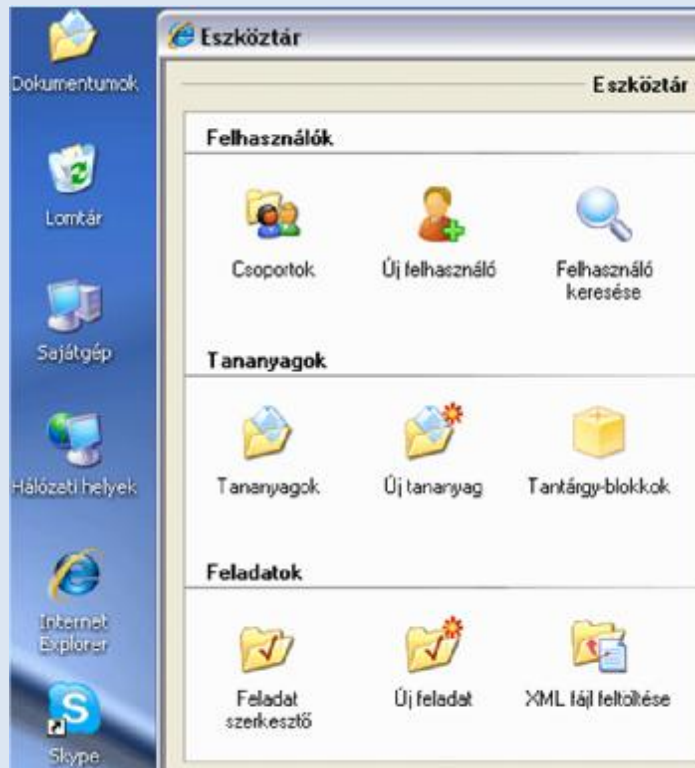 Dokumentumok
Lomtár
Sajátgép
Hálózati helyek
Internet
Explorer
Skype
Eszköztár
Eszköztár
Felhasználók
Csoportok
Új felhasználó
Felhasználó
keresése
Tananyagok
Tananyagok
Új tananyag
Tantárgy-blokkok
Feladatok
Feladat
szerkesztő
Új feladat
XML fájl feltöltése